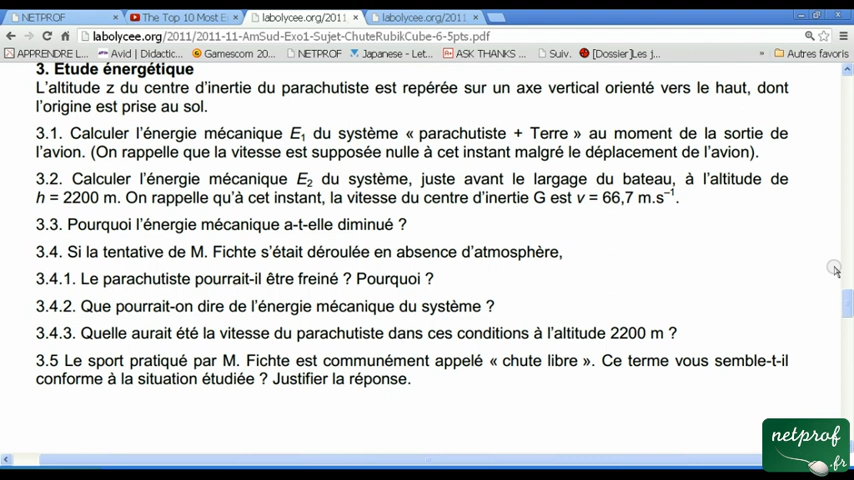 NETPROF
The Top 10 Most E
labolycee.org/2011
labolycee.org/2011/
labolycee.org/2011/2011-11-AmSud-Exo1-Sujet-ChuteRubikCube-6-5pts.pdf
APPRENDRE L... Avid | Didactic... Gamescom 20... NETPROF Japanese - Let... ASK THANKS ... Suiv. [Dossier]Les j... » Autres favoris
3. Etude énergétique
L'altitude z du centre d'inertie du parachutiste est repérée sur un axe vertical orienté vers le haut, dont
l'origine est prise au sol.
3.1. Calculer l'énergie mécanique E1 du système « parachutiste + Terre » au moment de la sortie de
l'avion. (On rappelle que la vitesse est supposée nulle à cet instant malgré le déplacement de l'avion).
3.2. Calculer l'énergie mécanique E2 du système, juste avant le largage du bateau, à l'altitude de
h = 2200 m. On rappelle qu'à cet instant, la vitesse du centre d'inertie G est v = 66,7 m.s⁻¹.
3.3. Pourquoi l'énergie mécanique a-t-elle diminué ?
3.4. Si la tentative de M. Fichte s'était déroulée en absence d'atmosphère,
3.4.1. Le parachutiste pourrait-il être freiné ? Pourquoi ?
3.4.2. Que pourrait-on dire de l'énergie mécanique du système ?
3.4.3. Quelle aurait été la vitesse du parachutiste dans ces conditions à l'altitude 2200 m ?
3.5 Le sport pratiqué par M. Fichte est communément appelé « chute libre ». Ce terme vous semble-t-il
conforme à la situation étudiée ? Justifier la réponse.
netprof
.fr